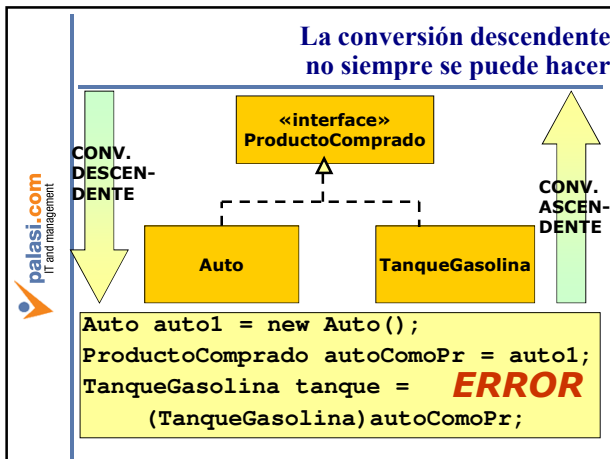 La conversión descendente
no siempre se puede hacer
«interface»
ProductoComprado
CONV.
DESCEN-
DENTE
CONV.
ASCEN-
DENTE
Auto
TanqueGasolina
palasi.com
IT and management
Auto auto1 = new Auto();
ProductoComprado autoComoPr = auto1;
TanqueGasolina tanque = ERROR
(TanqueGasolina)autoComoPr;